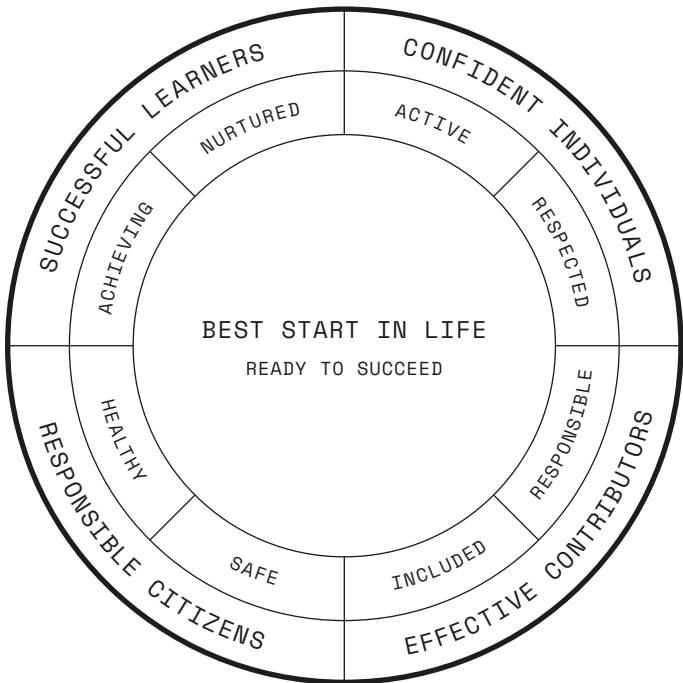 SUCCESSFUL LEARNERS
CONFIDENT INDIVIDUALS
NURTURED
ACTIVE
ACHIEVING
RESPECTED
BEST START IN LIFE
READY TO SUCCEED
HEALTHY
RESPONSIBLE
SAFE
INCLUDED
RESPONSIBLE CITIZENS
EFFECTIVE CONTRIBUTORS